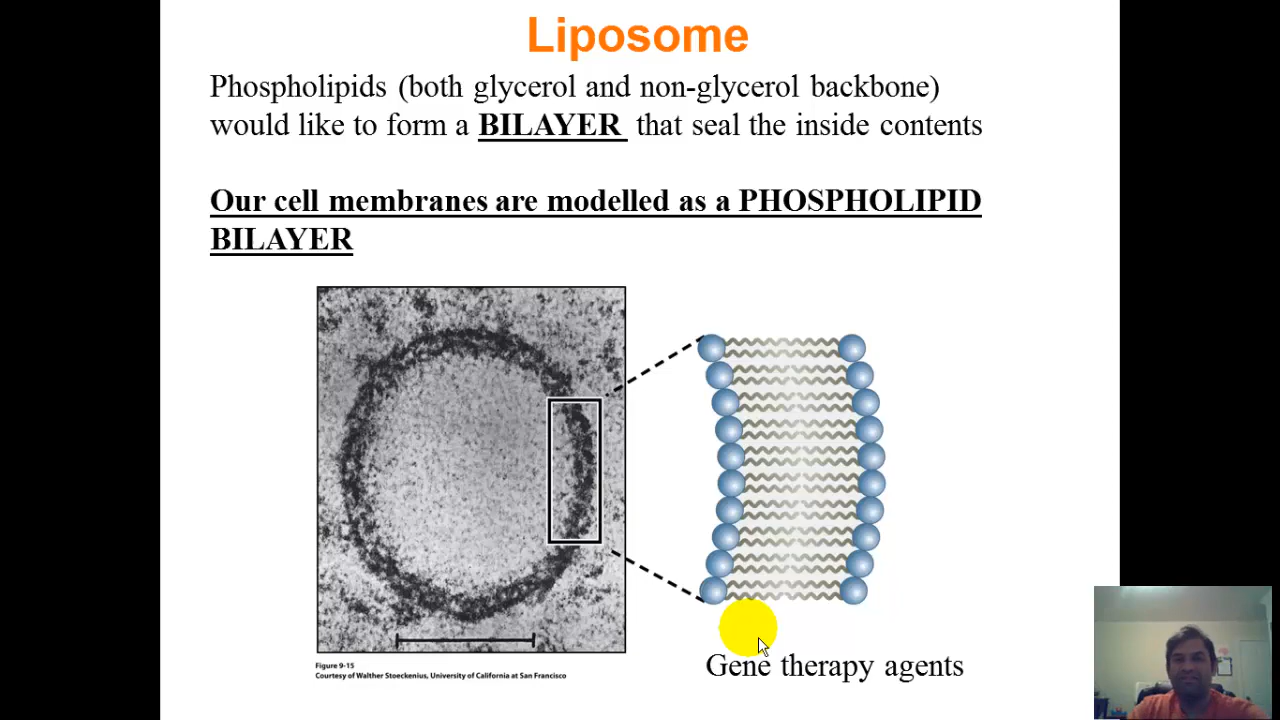 Liposome
Phospholipids (both glycerol and non-glycerol backbone)
would like to form a BILAYER that seal the inside contents
Our cell membranes are modelled as a PHOSPHOLIPID
BILAYER
Figure 9-15
Courtesy of Walther Stoeckenius, University of California at San Francisco
Gene therapy agents